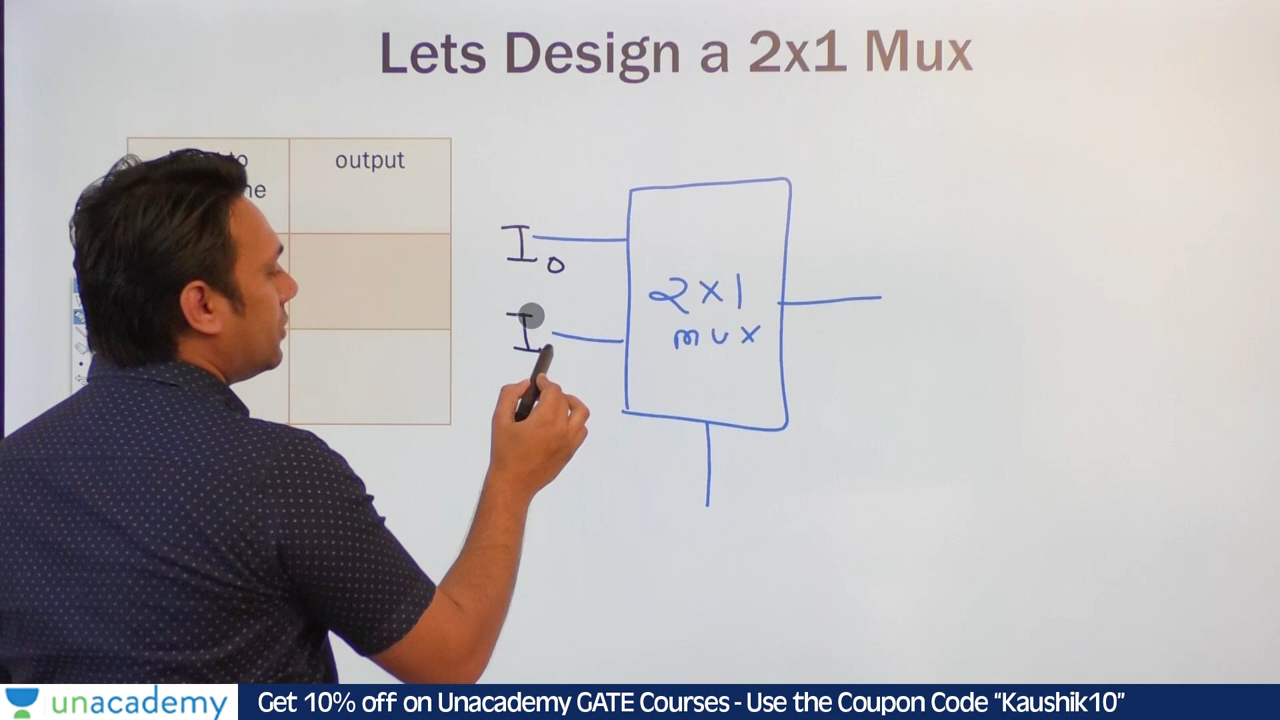 Lets Design a 2x1 Mux
output
I0
I
2x1
mux
unacademy
Get 10% off on Unacademy GATE Courses - Use the Coupon Code “Kaushik10”